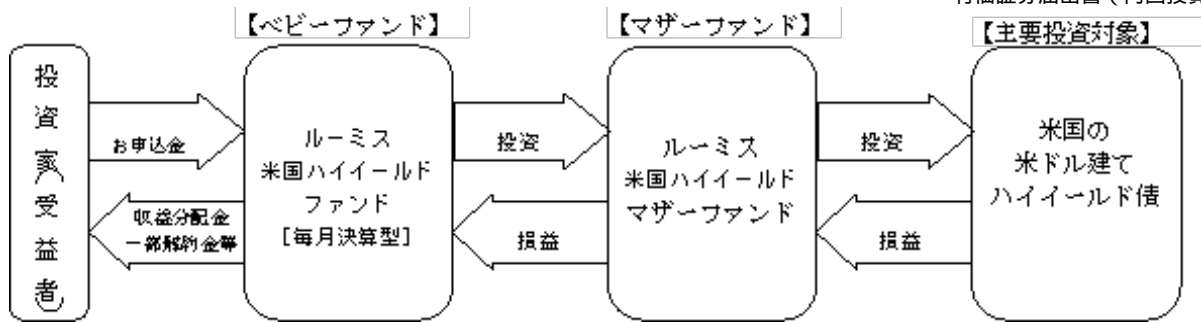 【ベビーファンド】
【マザーファンド】
【主要投資対象】
投資家(受益者)
お申込金
収益分配金
一部解約金等
ルーミス
米国ハイイールド
ファンド
[毎月決算型]
投資
損益
ルーミス
米国ハイイールド
マザーファンド
投資
損益
米国の
米ドル建て
ハイイールド債